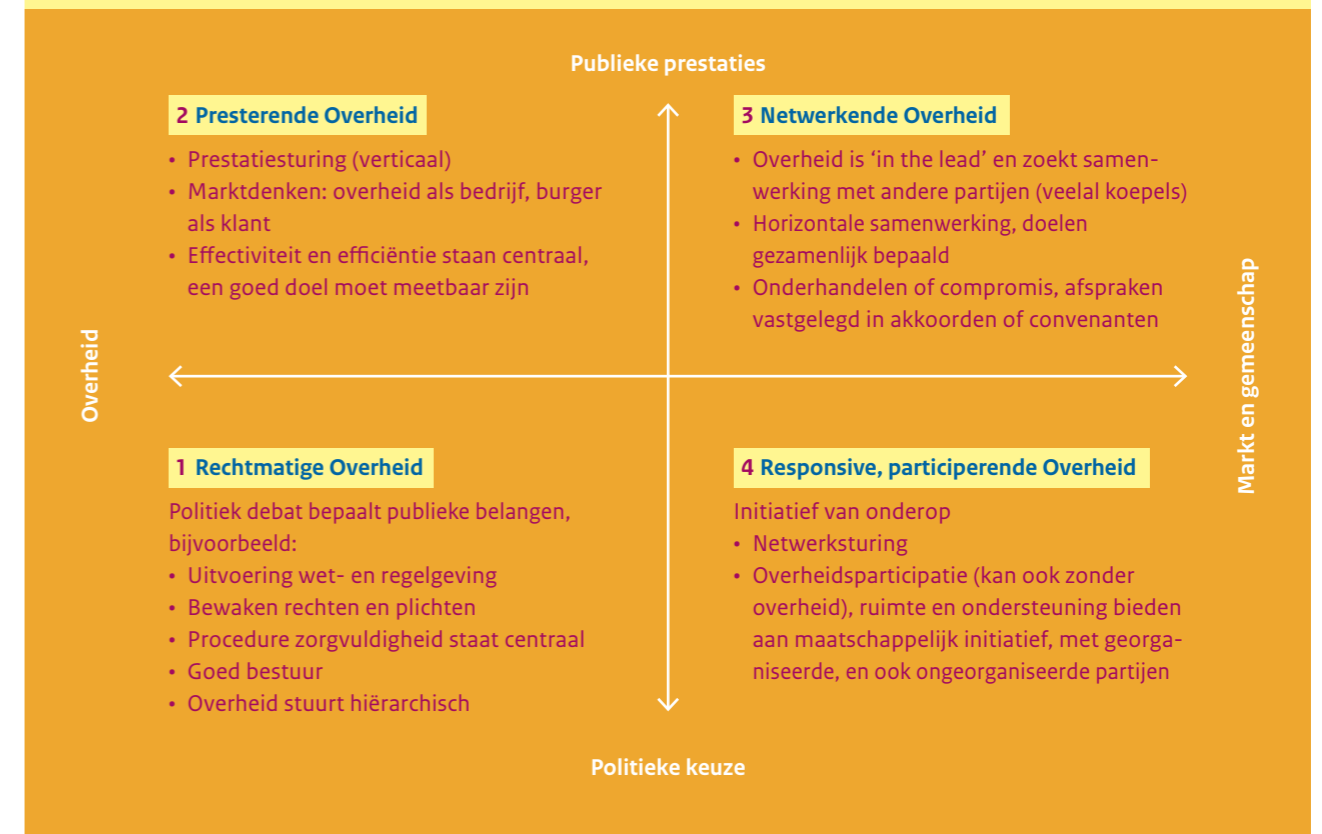 Publieke prestaties
2 Presterende Overheid
• Prestatiesturing (verticaal)
• Marktdenken: overheid als bedrijf, burger
als klant
• Effectiviteit en efficiëntie staan centraal,
een goed doel moet meetbaar zijn
3 Netwerkende Overheid
• Overheid is ‘in the lead’ en zoekt samen-
werking met andere partijen (veelal koepels)
• Horizontale samenwerking, doelen
gezamenlijk bepaald
• Onderhandelen of compromis, afspraken
vastgelegd in akkoorden of convenanten
Overheid
Markt en gemeenschap
1 Rechtmatige Overheid
Politiek debat bepaalt publieke belangen,
bijvoorbeeld:
• Uitvoering wet- en regelgeving
• Bewaken rechten en plichten
• Procedure zorgvuldigheid staat centraal
• Goed bestuur
• Overheid stuurt hiërarchisch
4 Responsive, participerende Overheid
Initiatief van onderop
• Netwerksturing
• Overheidsparticipatie (kan ook zonder
overheid), ruimte en ondersteuning bieden
aan maatschappelijk initiatief, met georga-
niseerde, en ook ongeorganiseerde partijen
Politieke keuze